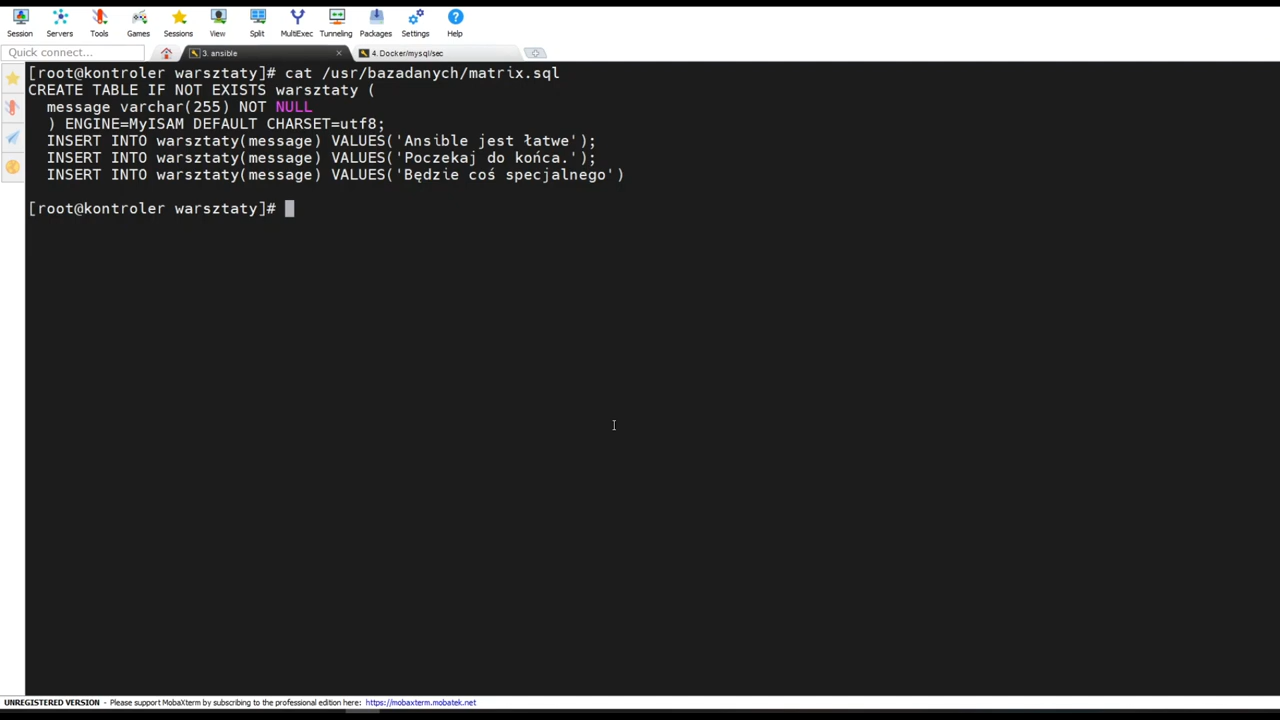 Session Servers Tools Games Sessions View Split MultiExec Tunneling Packages Settings Help
Quick connect... 3. ansible 4. Docker/mysql/sec
[root@kontroler warsztaty]# cat /usr/bazadanych/matrix.sql
CREATE TABLE IF NOT EXISTS warsztaty (
  message varchar(255) NOT NULL
  ) ENGINE=MyISAM DEFAULT CHARSET=utf8;
  INSERT INTO warsztaty(message) VALUES('Ansible jest łatwe');
  INSERT INTO warsztaty(message) VALUES('Poczekaj do końca.');
  INSERT INTO warsztaty(message) VALUES('Będzie coś specjalnego')
[root@kontroler warsztaty]#
UNREGISTERED VERSION - Please support MobaXterm by subscribing to the professional edition here: https://mobaxterm.mobatek.net